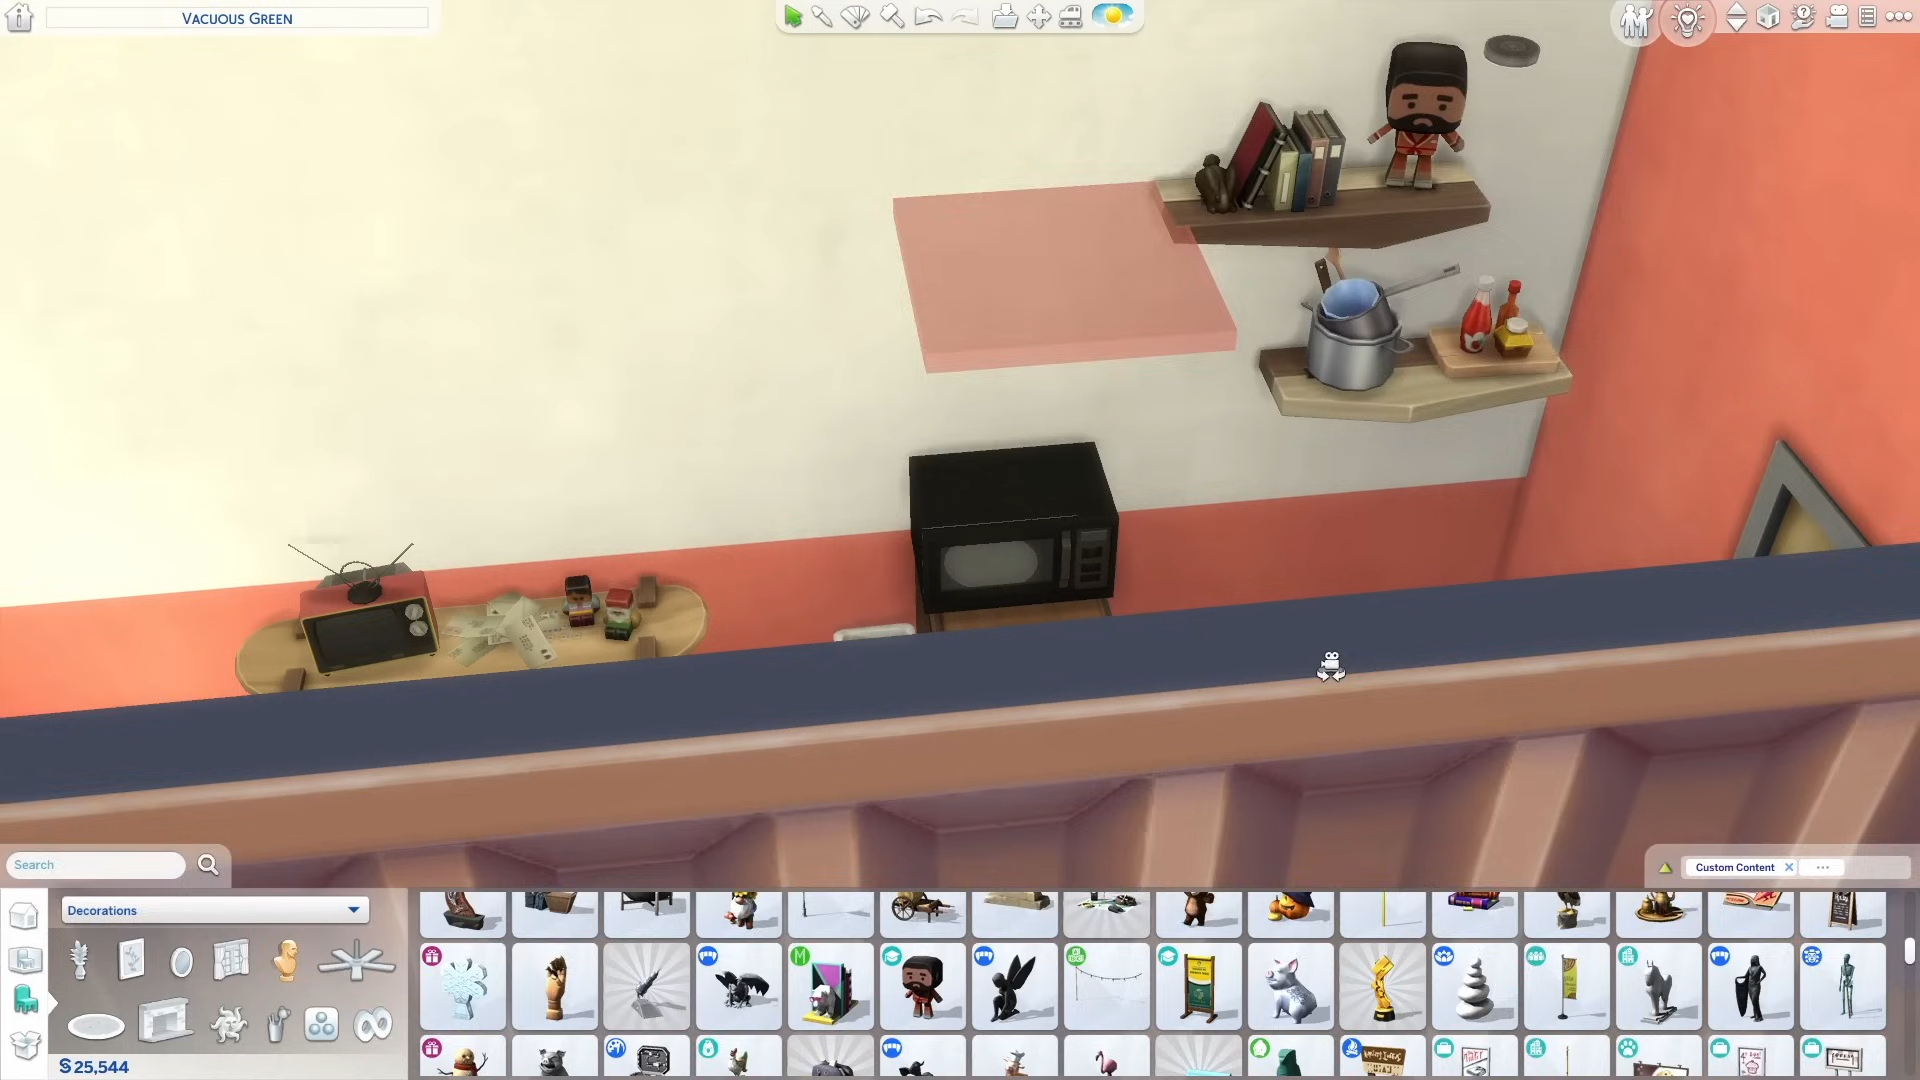 Vacuous Green
Search
Custom Content
Decorations
25,544